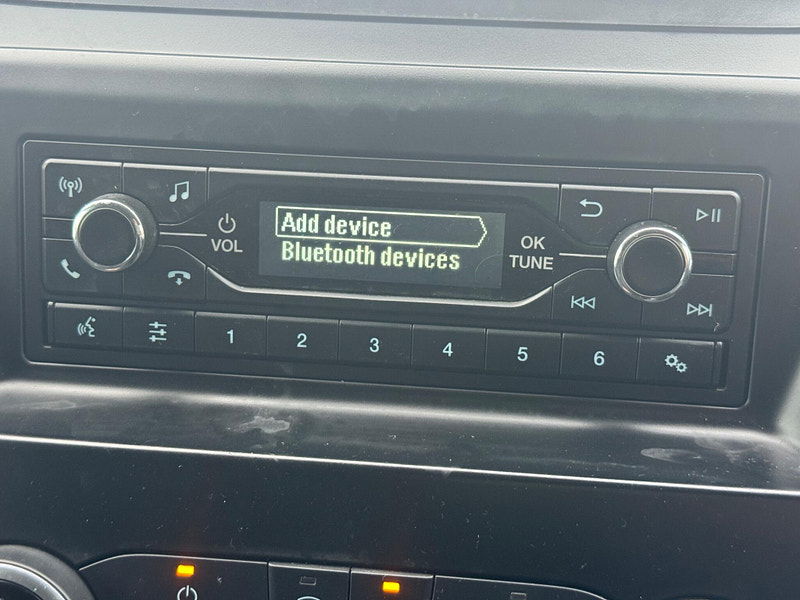 Add device
Bluetooth devices
VOL
OK
TUNE
1 2 3 4 5 6